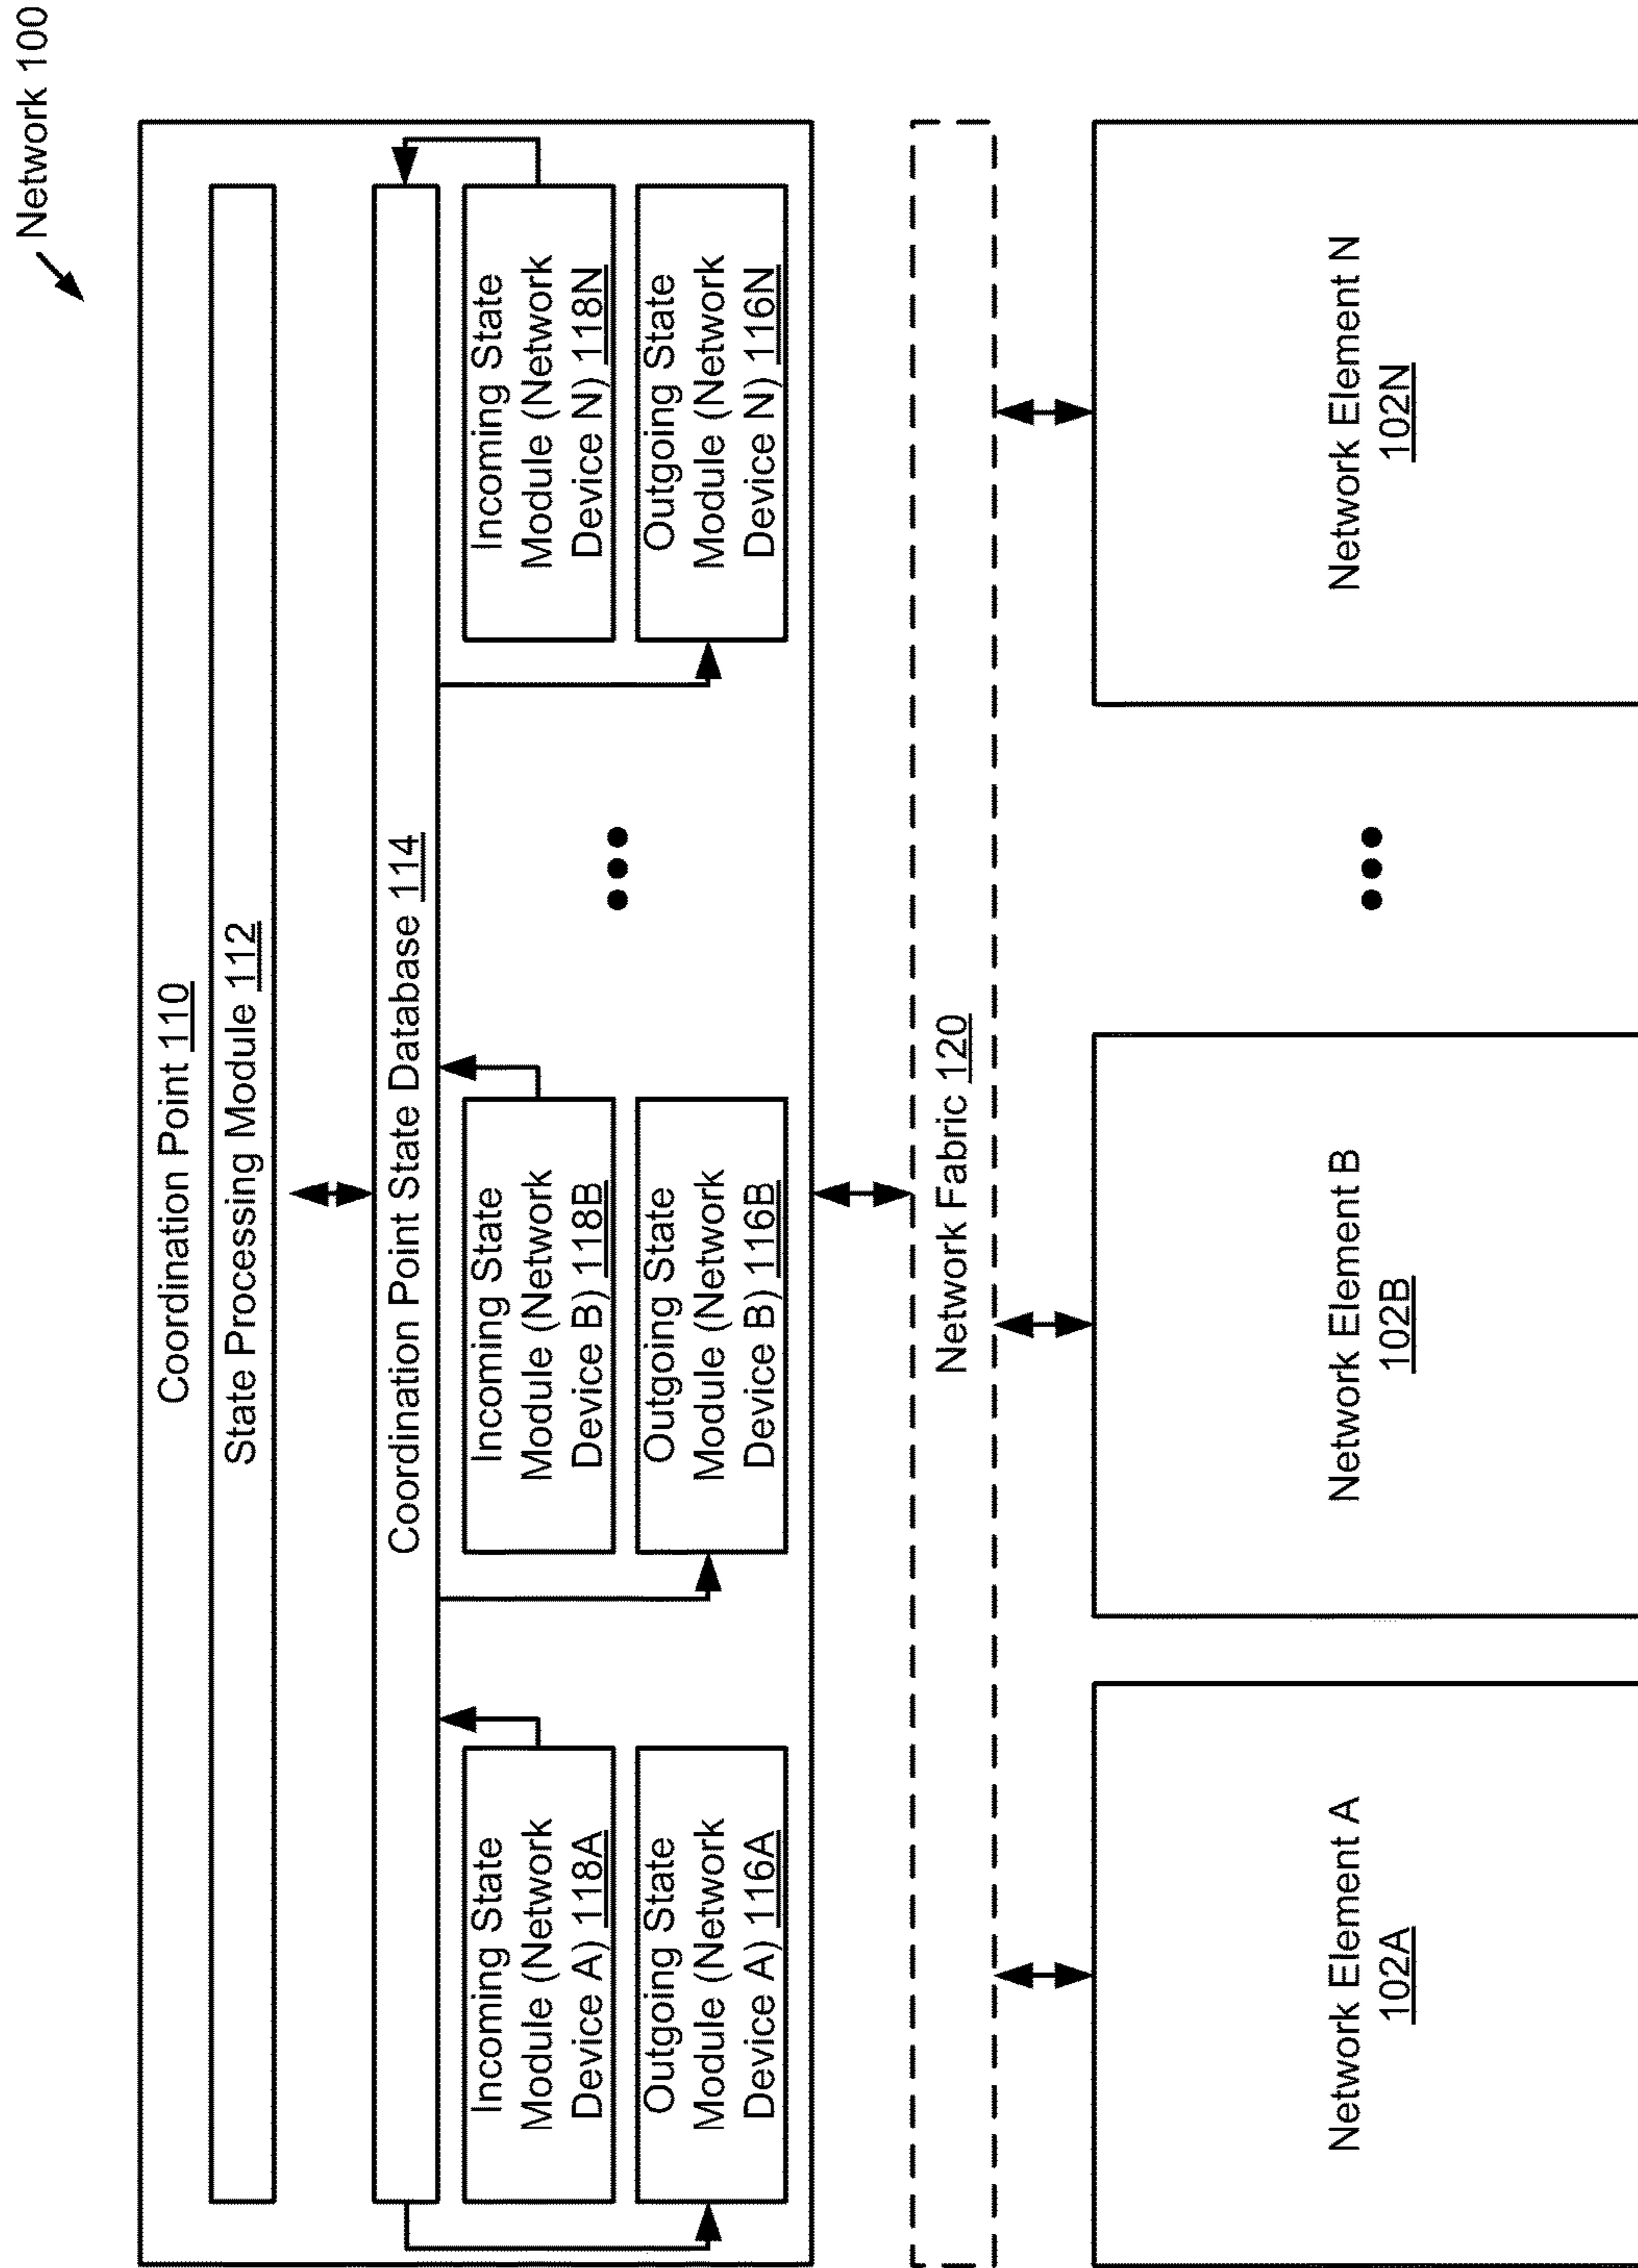 Network 100
Coordination Point 110
State Processing Module 112
Coordination Point State Database 114
Incoming State
Module (Network
Device A) 118A
Outgoing State
Module (Network
Device A) 116A
Incoming State
Module (Network
Device B) 118B
Outgoing State
Module (Network
Device B) 116B
Incoming State
Module (Network
Device N) 118N
Outgoing State
Module (Network
Device N) 116N
Network Fabric 120
Network Element A
102A
Network Element B
102B
Network Element N
102N